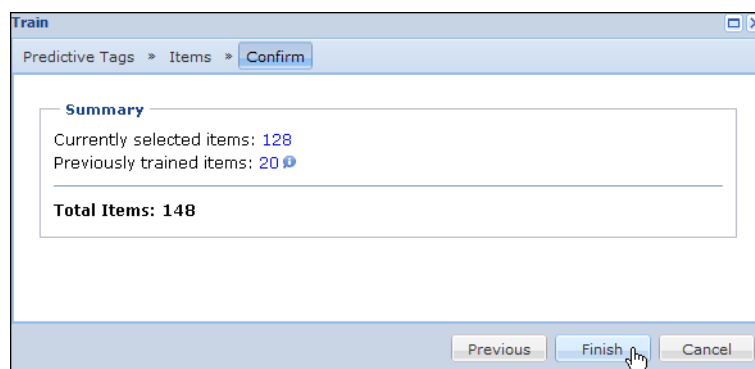 Train
Predictive Tags » Items » Confirm
Summary
Currently selected items: 128
Previously trained items: 20
Total Items: 148
Previous Finish Cancel